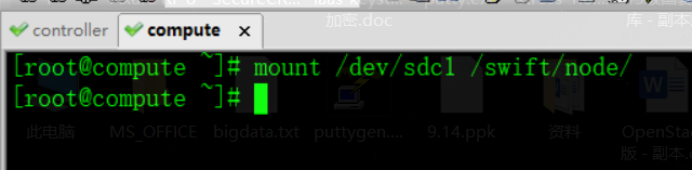 加密.doc
库 - 副本
controller
compute
[root@compute ~]# mount /dev/sdc1 /swift/node/
[root@compute ~]#
此电脑
MS_OFFICE
bigdata.txt
puttygen....
9.14.ppk
资料
OpenSta
版 - 副本.